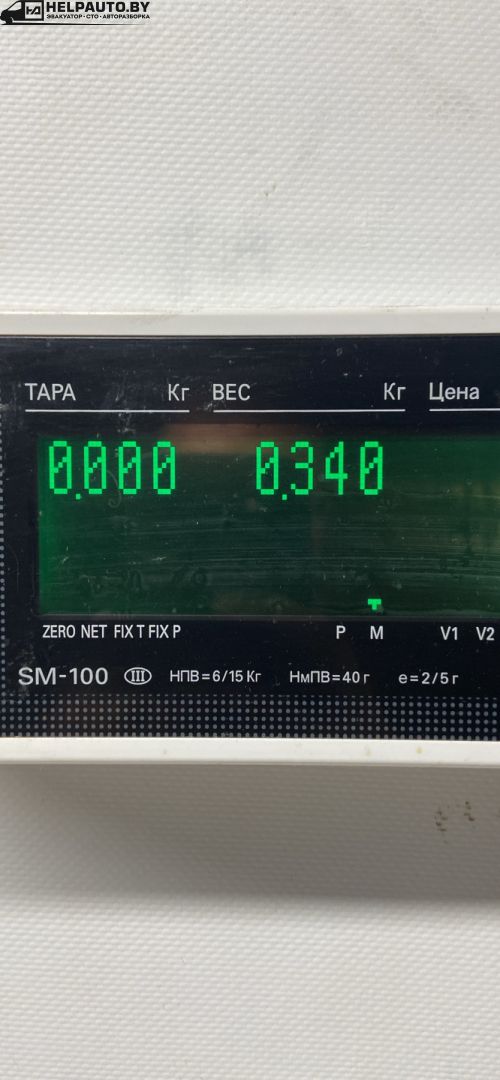 HELPAUTO.BY
ЭВАКУАТОР • СТО • АВТОРАЗБОРКА
ТАРА Кг ВЕС Кг Цена
0.000 0.340
ZERO NET FIX T FIX P P M V1 V2
SM-100 III НПВ=6/15 Кг НмПВ=40 г e=2/5 г